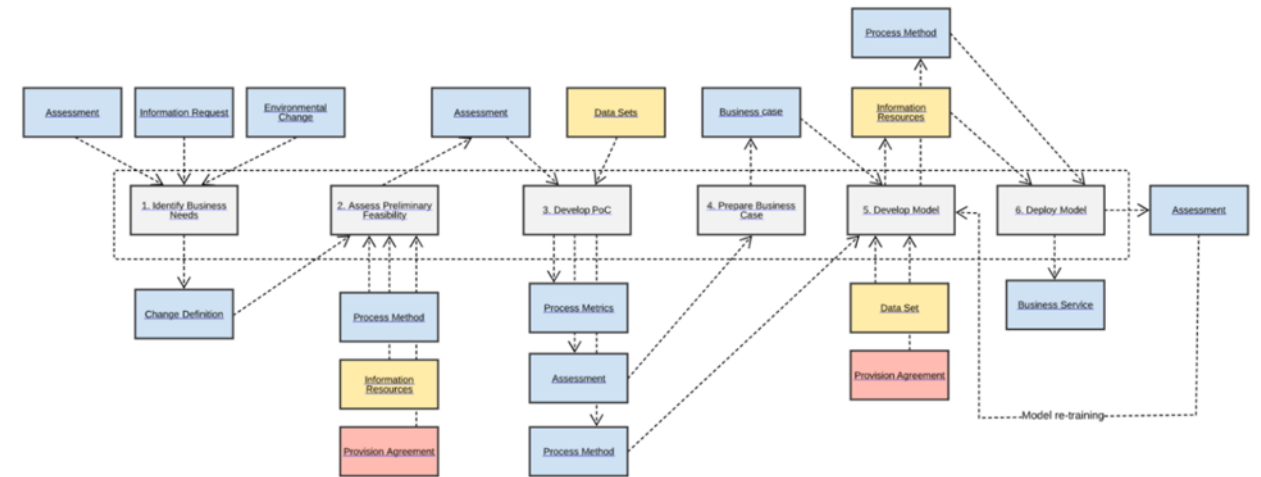 Process Method
Assessment
Information Request
Environmental
Change
Assessment
Data Sets
Business case
Information
Resources
1. Identify Business
Needs
2. Assess Preliminary
Feasibility
3. Develop PoC
4. Prepare Business
Case
5. Develop Model
6. Deploy Model
Assessment
Change Definition
Process Method
Process Metrics
Data Set
Business Service
Information
Resources
Assessment
Provision Agreement
Model re-training
Provision Agreement
Process Method